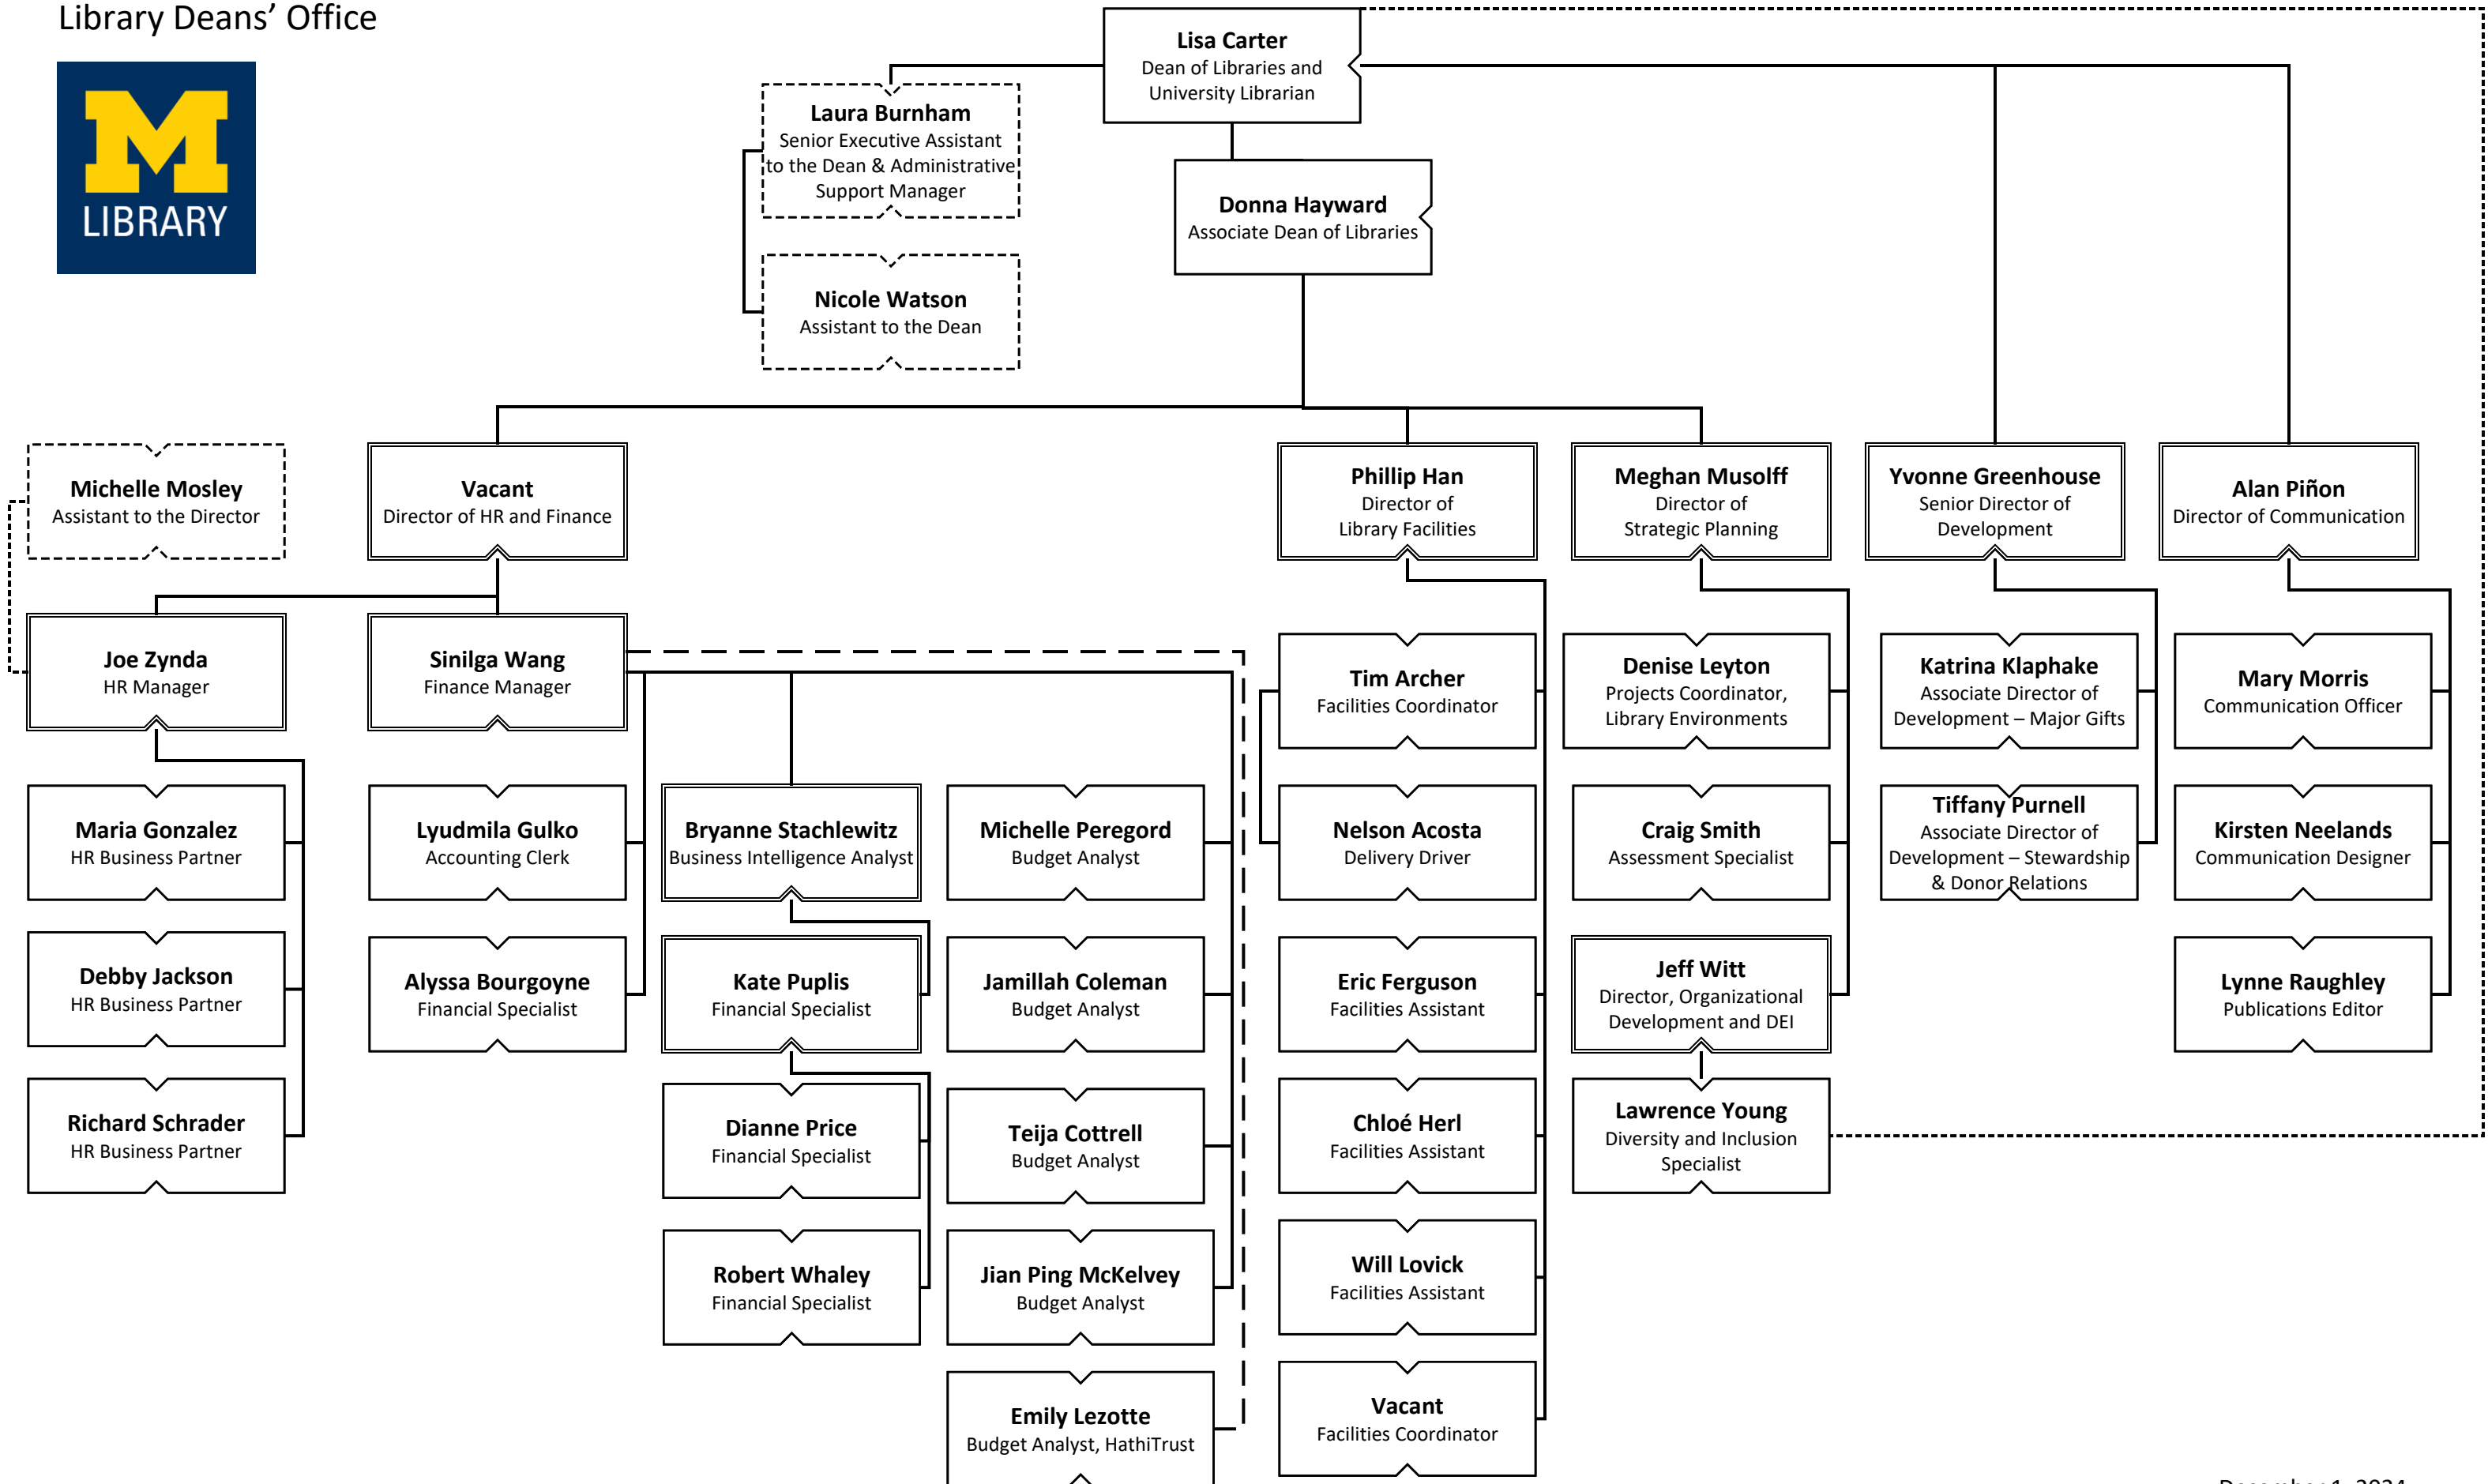 Library Deans’ Office
M
LIBRARY
Lisa Carter
Dean of Libraries and
University Librarian
Laura Burnham
Senior Executive Assistant
to the Dean & Administrative
Support Manager
Donna Hayward
Associate Dean of Libraries
Nicole Watson
Assistant to the Dean
Michelle Mosley
Assistant to the Director
Vacant
Director of HR and Finance
Phillip Han
Director of
Library Facilities
Meghan Musolff
Director of
Strategic Planning
Yvonne Greenhouse
Senior Director of
Development
Alan Piñon
Director of Communication
Joe Zynda
HR Manager
Sinilga Wang
Finance Manager
Tim Archer
Facilities Coordinator
Denise Leyton
Projects Coordinator,
Library Environments
Katrina Klaphake
Associate Director of
Development – Major Gifts
Mary Morris
Communication Officer
Maria Gonzalez
HR Business Partner
Lyudmila Gulko
Accounting Clerk
Bryanne Stachlewitz
Business Intelligence Analyst
Michelle Peregord
Budget Analyst
Nelson Acosta
Delivery Driver
Craig Smith
Assessment Specialist
Tiffany Purnell
Associate Director of
Development – Stewardship
& Donor Relations
Kirsten Neelands
Communication Designer
Debby Jackson
HR Business Partner
Alyssa Bourgoyne
Financial Specialist
Kate Puplis
Financial Specialist
Jamillah Coleman
Budget Analyst
Eric Ferguson
Facilities Assistant
Jeff Witt
Director, Organizational
Development and DEI
Lynne Raughley
Publications Editor
Richard Schrader
HR Business Partner
Dianne Price
Financial Specialist
Teija Cottrell
Budget Analyst
Chloé Herl
Facilities Assistant
Lawrence Young
Diversity and Inclusion
Specialist
Robert Whaley
Financial Specialist
Jian Ping McKelvey
Budget Analyst
Will Lovick
Facilities Assistant
Emily Lezotte
Budget Analyst, HathiTrust
Vacant
Facilities Coordinator
December 1, 2024